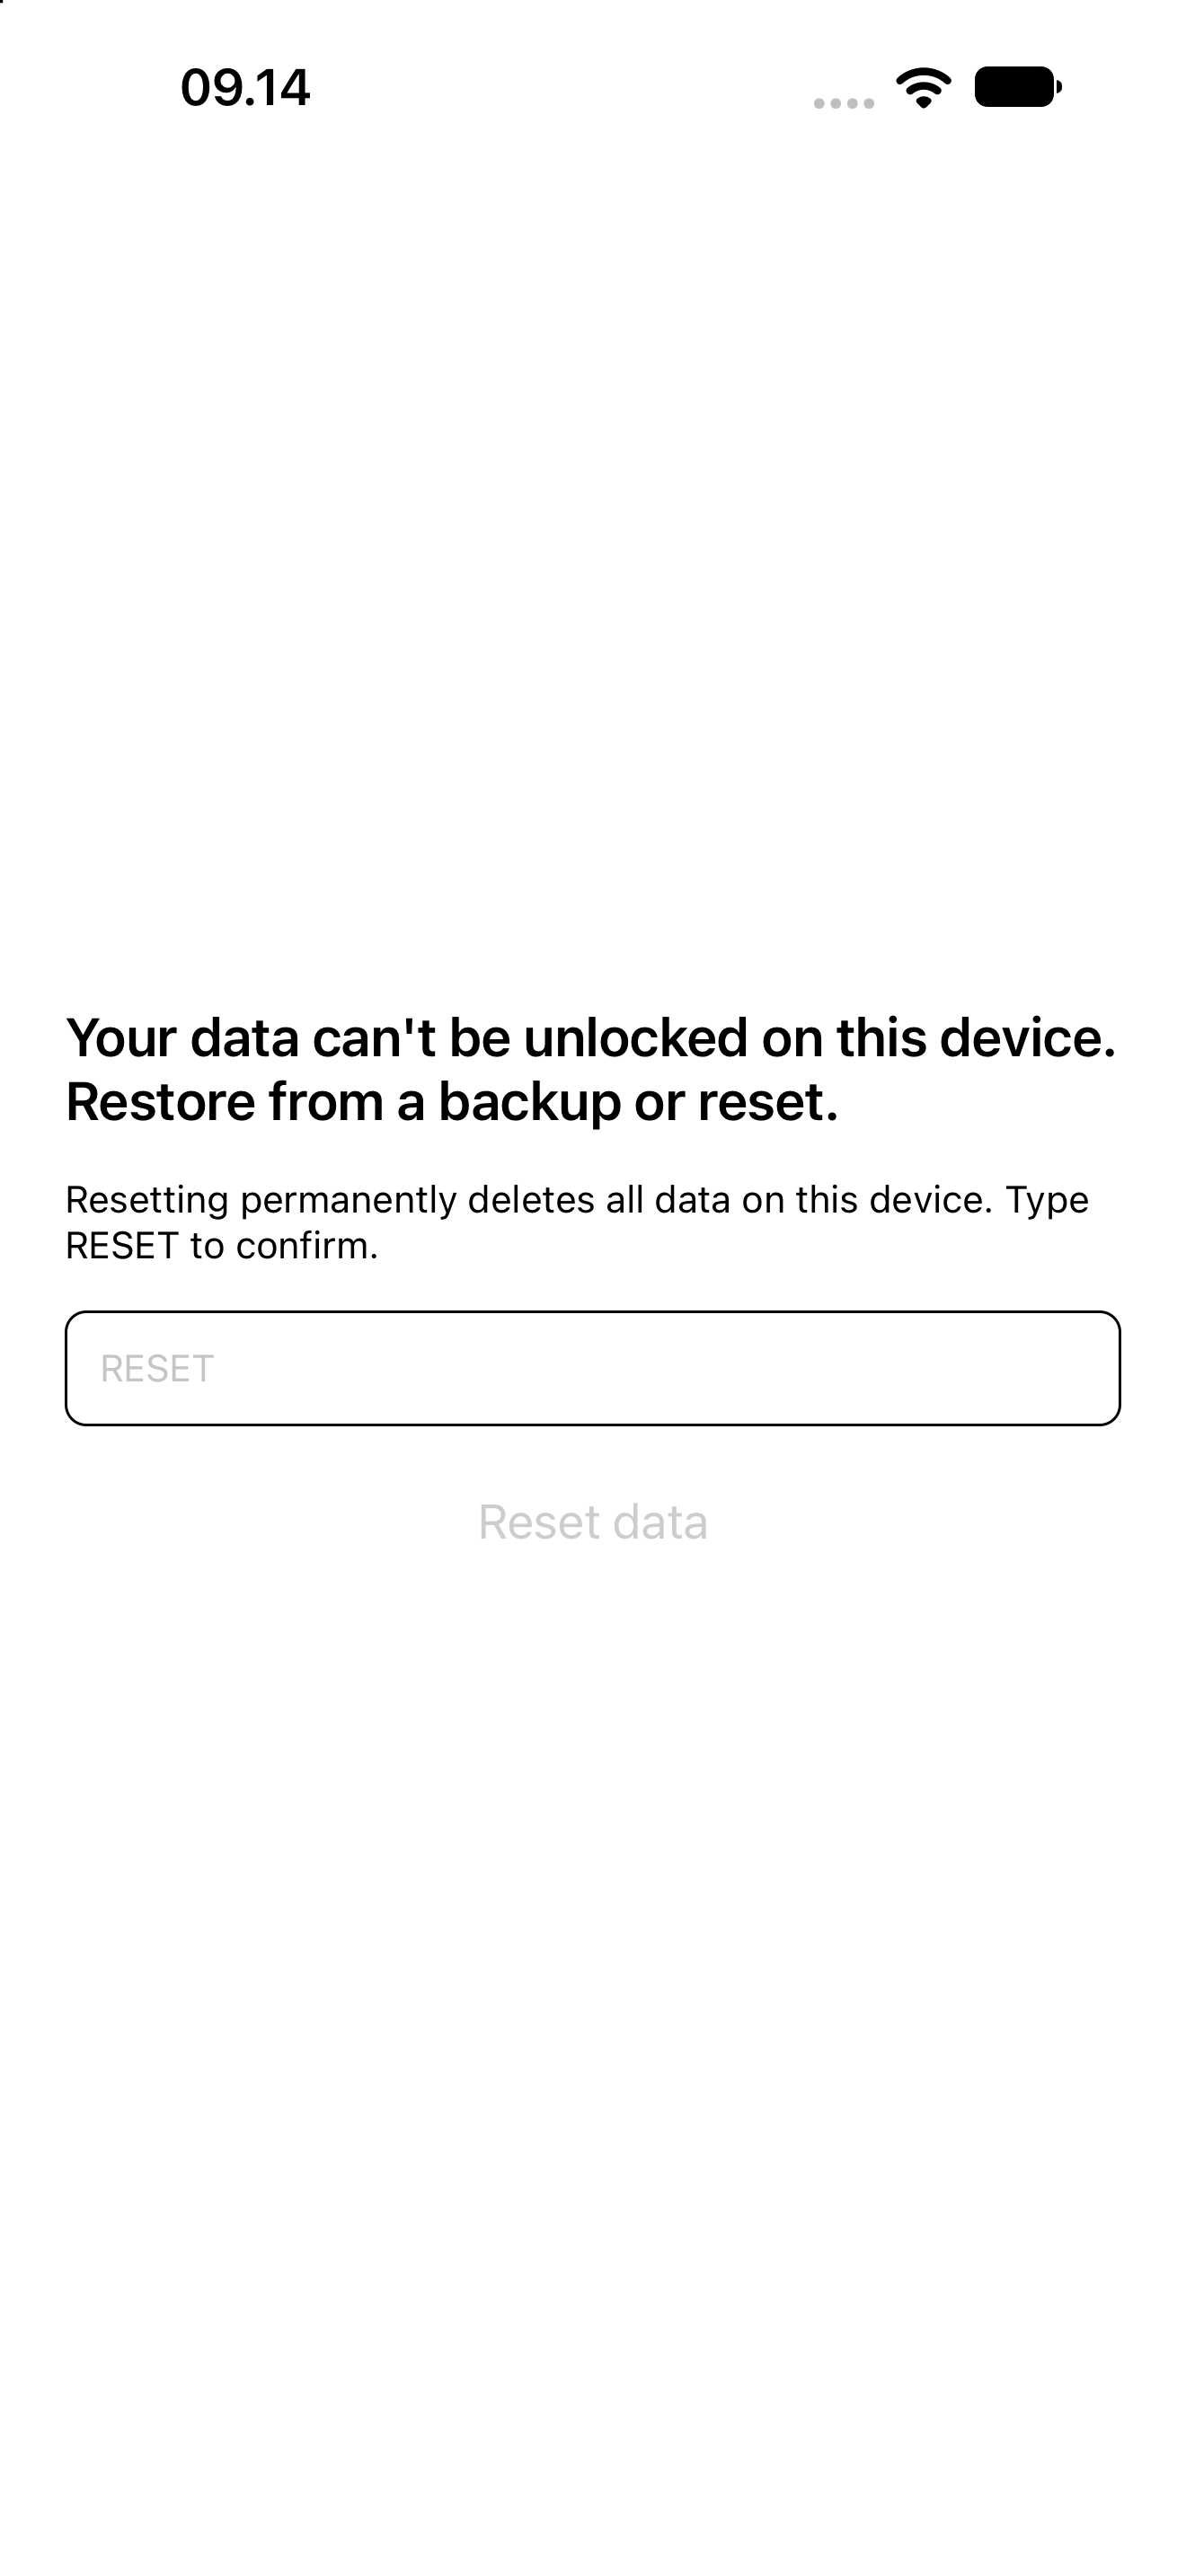 09.14
Your data can't be unlocked on this device.
Restore from a backup or reset.
Resetting permanently deletes all data on this device. Type
RESET to confirm.
RESET
Reset data